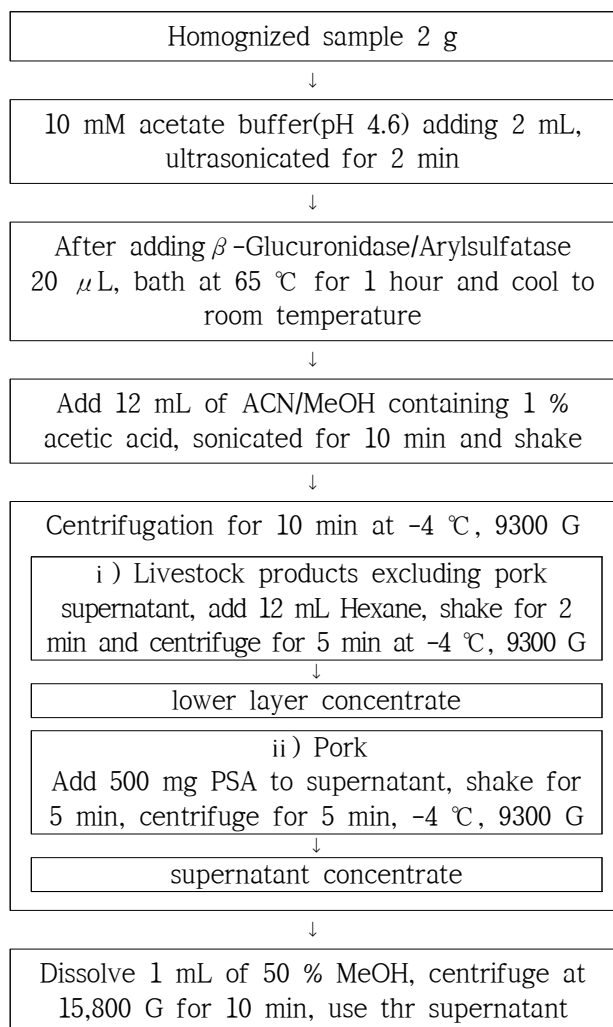 Homognized sample 2 g
↓
10 mM acetate buffer(pH 4.6) adding 2 mL,
ultrasonicated for 2 min
↓
After adding β-Glucuronidase/Arylsulfatase
20 μL, bath at 65 ℃ for 1 hour and cool to
room temperature
↓
Add 12 mL of ACN/MeOH containing 1 %
acetic acid, sonicated for 10 min and shake
↓
Centrifugation for 10 min at -4 ℃, 9300 G
ⅰ) Livestock products excluding pork
supernatant, add 12 mL Hexane, shake for 2
min and centrifuge for 5 min at -4 ℃, 9300 G
↓
lower layer concentrate
ⅱ) Pork
Add 500 mg PSA to supernatant, shake for
5 min, centrifuge for 5 min, -4 ℃, 9300 G
↓
supernatant concentrate
↓
Dissolve 1 mL of 50 % MeOH, centrifuge at
15,800 G for 10 min, use thr supernatant